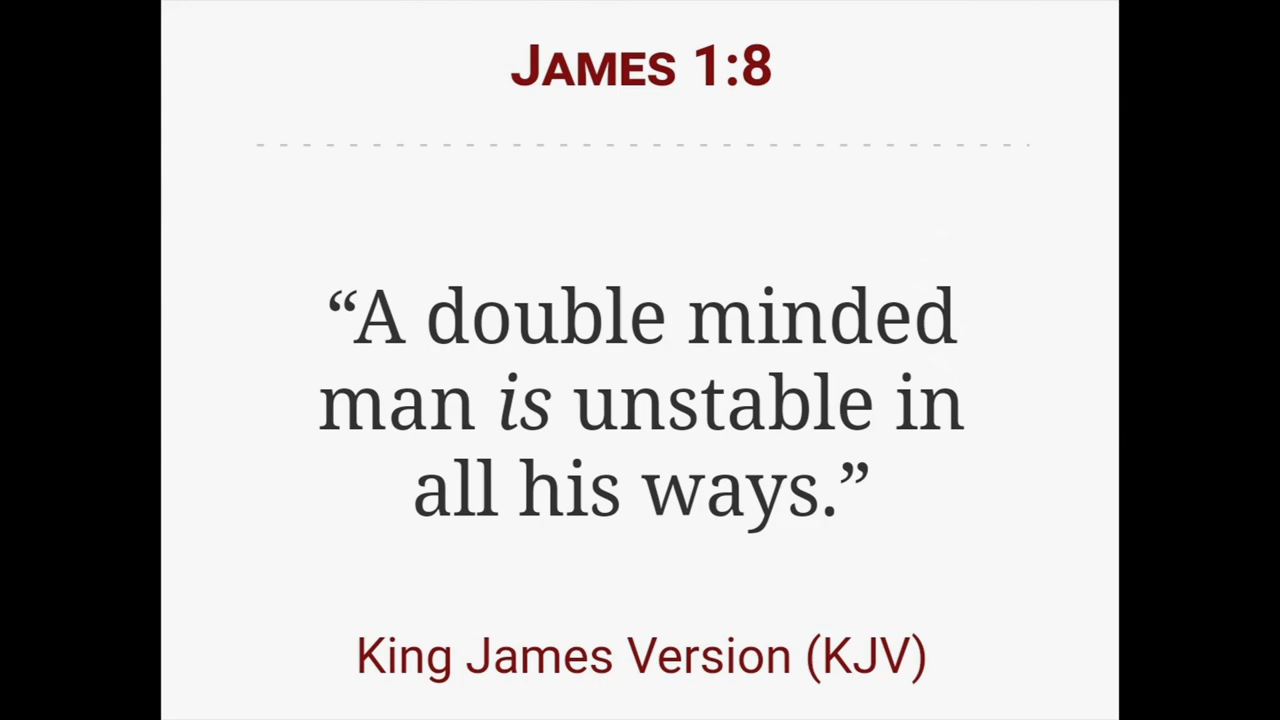 JAMES 1:8
“A double minded
man is unstable in
all his ways.”
King James Version (KJV)